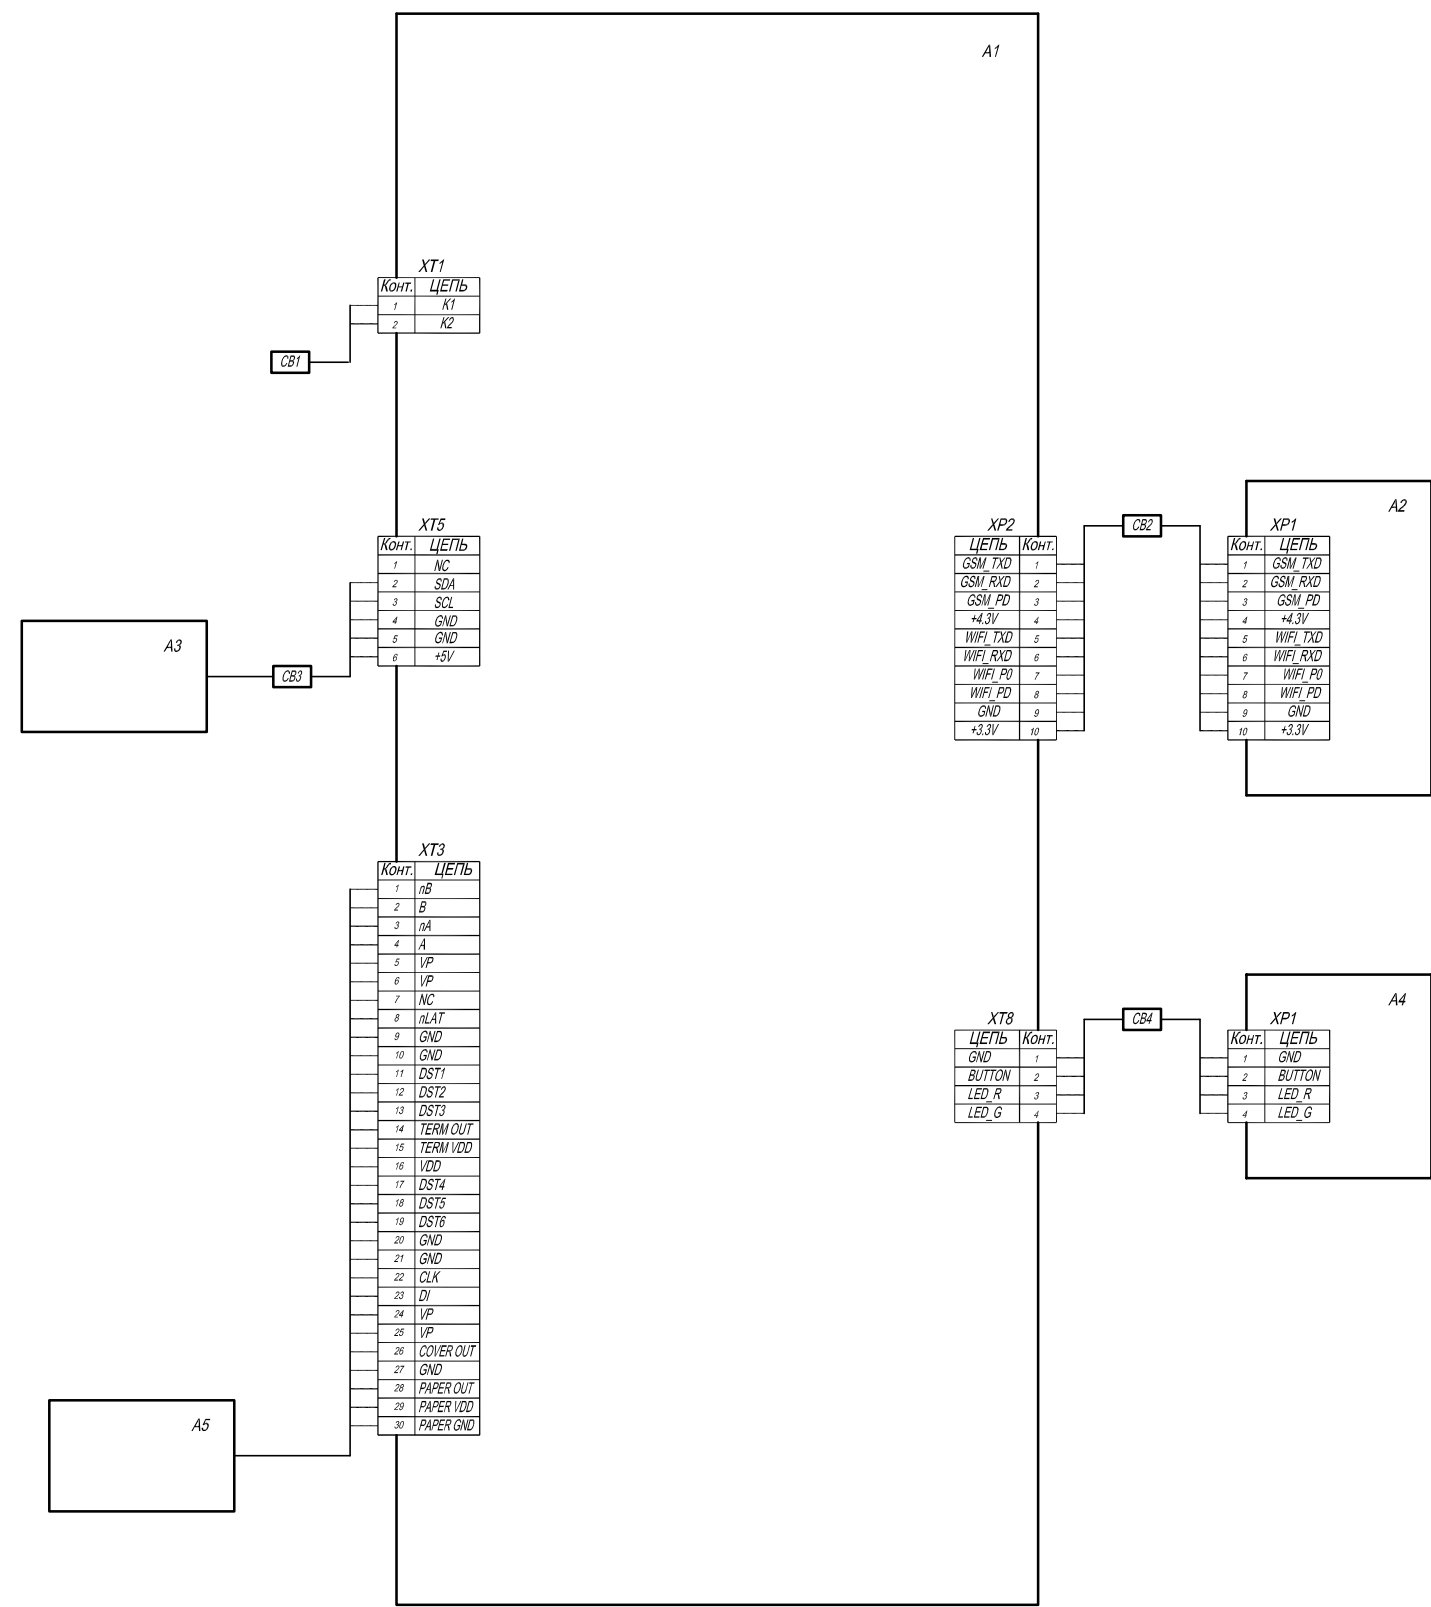 A1
XT1
Конт. ЦЕПЬ
1 K1
2 K2
CB1
XT5
Конт. ЦЕПЬ
1 NC
2 SDA
3 SCL
4 GND
5 GND
6 +5V
A3
CB3
XP2
ЦЕПЬ Конт.
GSM_TXD 1
GSM_RXD 2
GSM_PD 3
+4.3V 4
WIFI_TXD 5
WIFI_RXD 6
WIFI_P0 7
WIFI_PD 8
GND 9
+3.3V 10
CB2
A2
XP1
Конт. ЦЕПЬ
1 GSM_TXD
2 GSM_RXD
3 GSM_PD
4 +4.3V
5 WIFI_TXD
6 WIFI_RXD
7 WIFI_P0
8 WIFI_PD
9 GND
10 +3.3V
XT3
Конт. ЦЕПЬ
1 nB
2 B
3 nA
4 A
5 VP
6 VP
7 NC
8 nLAT
9 GND
10 GND
11 DST1
12 DST2
13 DST3
14 TERM OUT
15 TERM VDD
16 VDD
17 DST4
18 DST5
19 DST6
20 GND
21 GND
22 CLK
23 DI
24 VP
25 VP
26 COVER OUT
27 GND
28 PAPER OUT
29 PAPER VDD
30 PAPER GND
A5
XT8
ЦЕПЬ Конт.
GND 1
BUTTON 2
LED_R 3
LED_G 4
CB4
A4
XP1
Конт. ЦЕПЬ
1 GND
2 BUTTON
3 LED_R
4 LED_G